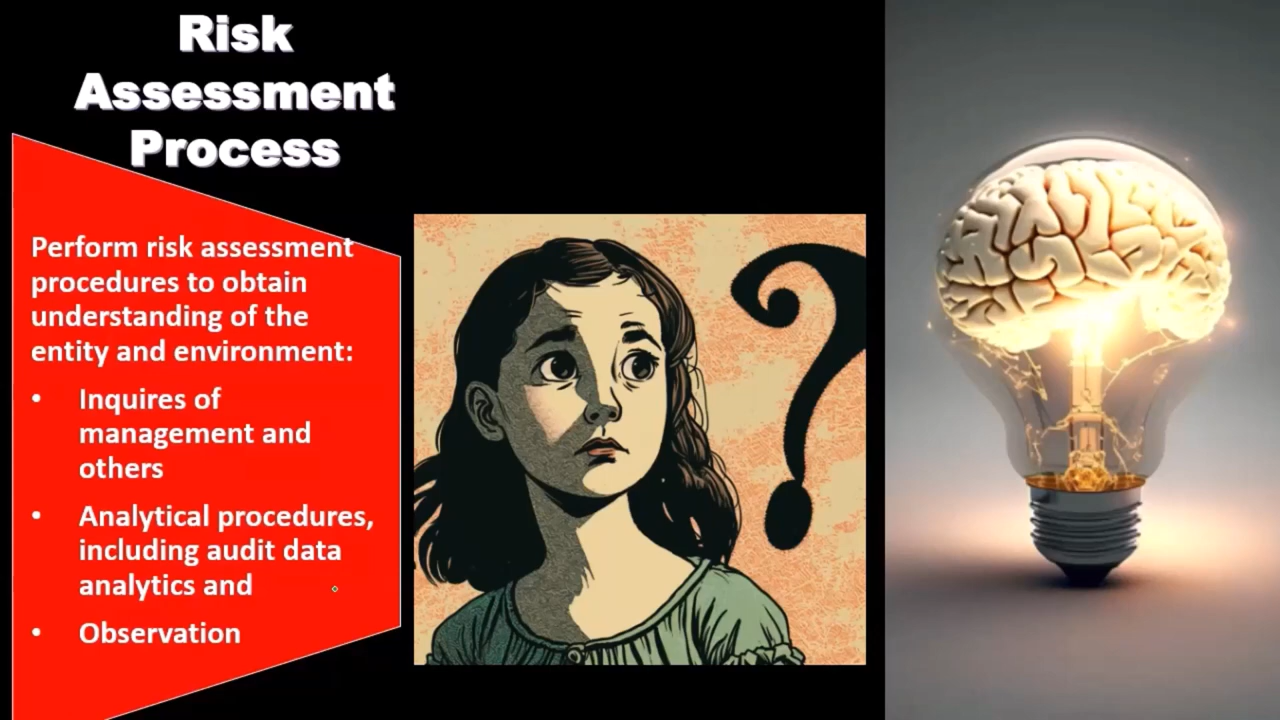 Risk
Assessment
Process
Perform risk assessment
procedures to obtain
understanding of the
entity and environment:
• Inquires of
management and
others
• Analytical procedures,
including audit data
analytics and
• Observation
?